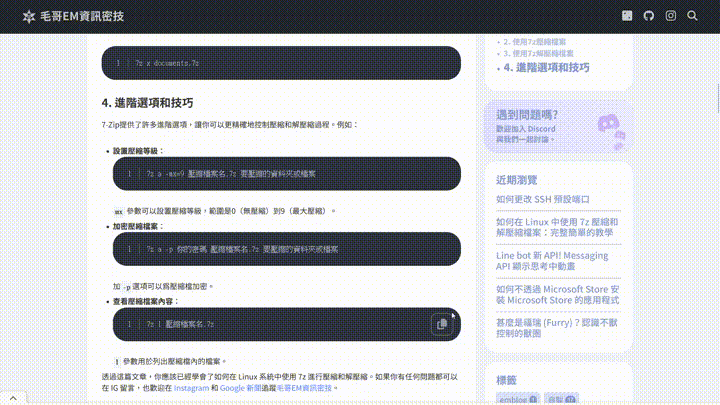 毛哥EM資訊密技
1 7z x documents.7z
4. 進階選項和技巧
7-Zip提供了許多進階選項，讓你可以更精確地控制壓縮和解壓縮過程。例如：
設置壓縮等級：
1 7z a -mx=9 壓縮檔案名.7z 要壓縮的資料夾或檔案
mx 參數可以設置壓縮等級，範圍是0（無壓縮）到9（最大壓縮）。
加密壓縮檔案：
1 7z a -p 你的密碼 壓縮檔案名.7z 要壓縮的資料夾或檔案
加 -p 選項可以為壓縮檔加密。
查看壓縮檔案內容：
1 7z l 壓縮檔案名.7z
l 參數用於列出壓縮檔內的檔案。
透過這篇文章，你應該已經學會了如何在 Linux 系統中使用 7z 進行壓縮和解壓縮。如果你有任何問題都可以
在 IG 留言，也歡迎在 Instagram 和 Google 新聞追蹤毛哥EM資訊密技。
2. 使用7z壓縮檔案
3. 使用7z解壓縮檔案
4. 進階選項和技巧
遇到問題嗎?
歡迎加入 Discord
與我們一起討論。
近期瀏覽
如何更改 SSH 預設端口
如何在 Linux 中使用 7z 壓縮和
解壓縮檔案：完整簡單的教學
Line bot 新 API! Messaging
API 顯示思考中動畫
如何不透過 Microsoft Store 安
裝 Microsoft Store 的應用程式
甚麼是福瑞 (Furry)？認識不獸
控制的獸圈
標籤
emblog